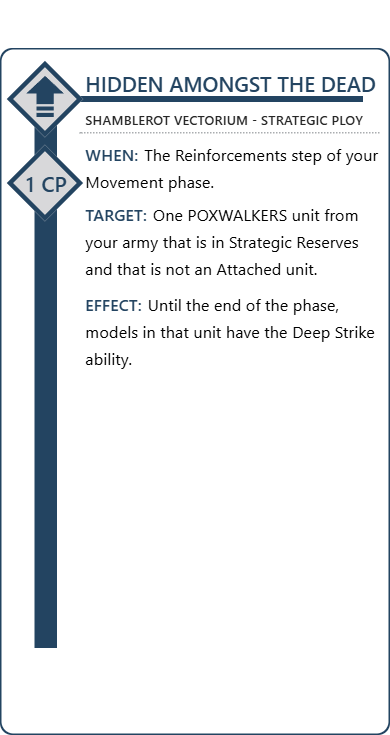 HIDDEN AMONGST THE DEAD
SHAMBLEROT VECTORIUM - STRATEGIC PLOY
1 CP
WHEN: The Reinforcements step of your
Movement phase.
TARGET: One POXWALKERS unit from
your army that is in Strategic Reserves
and that is not an Attached unit.
EFFECT: Until the end of the phase,
models in that unit have the Deep Strike
ability.